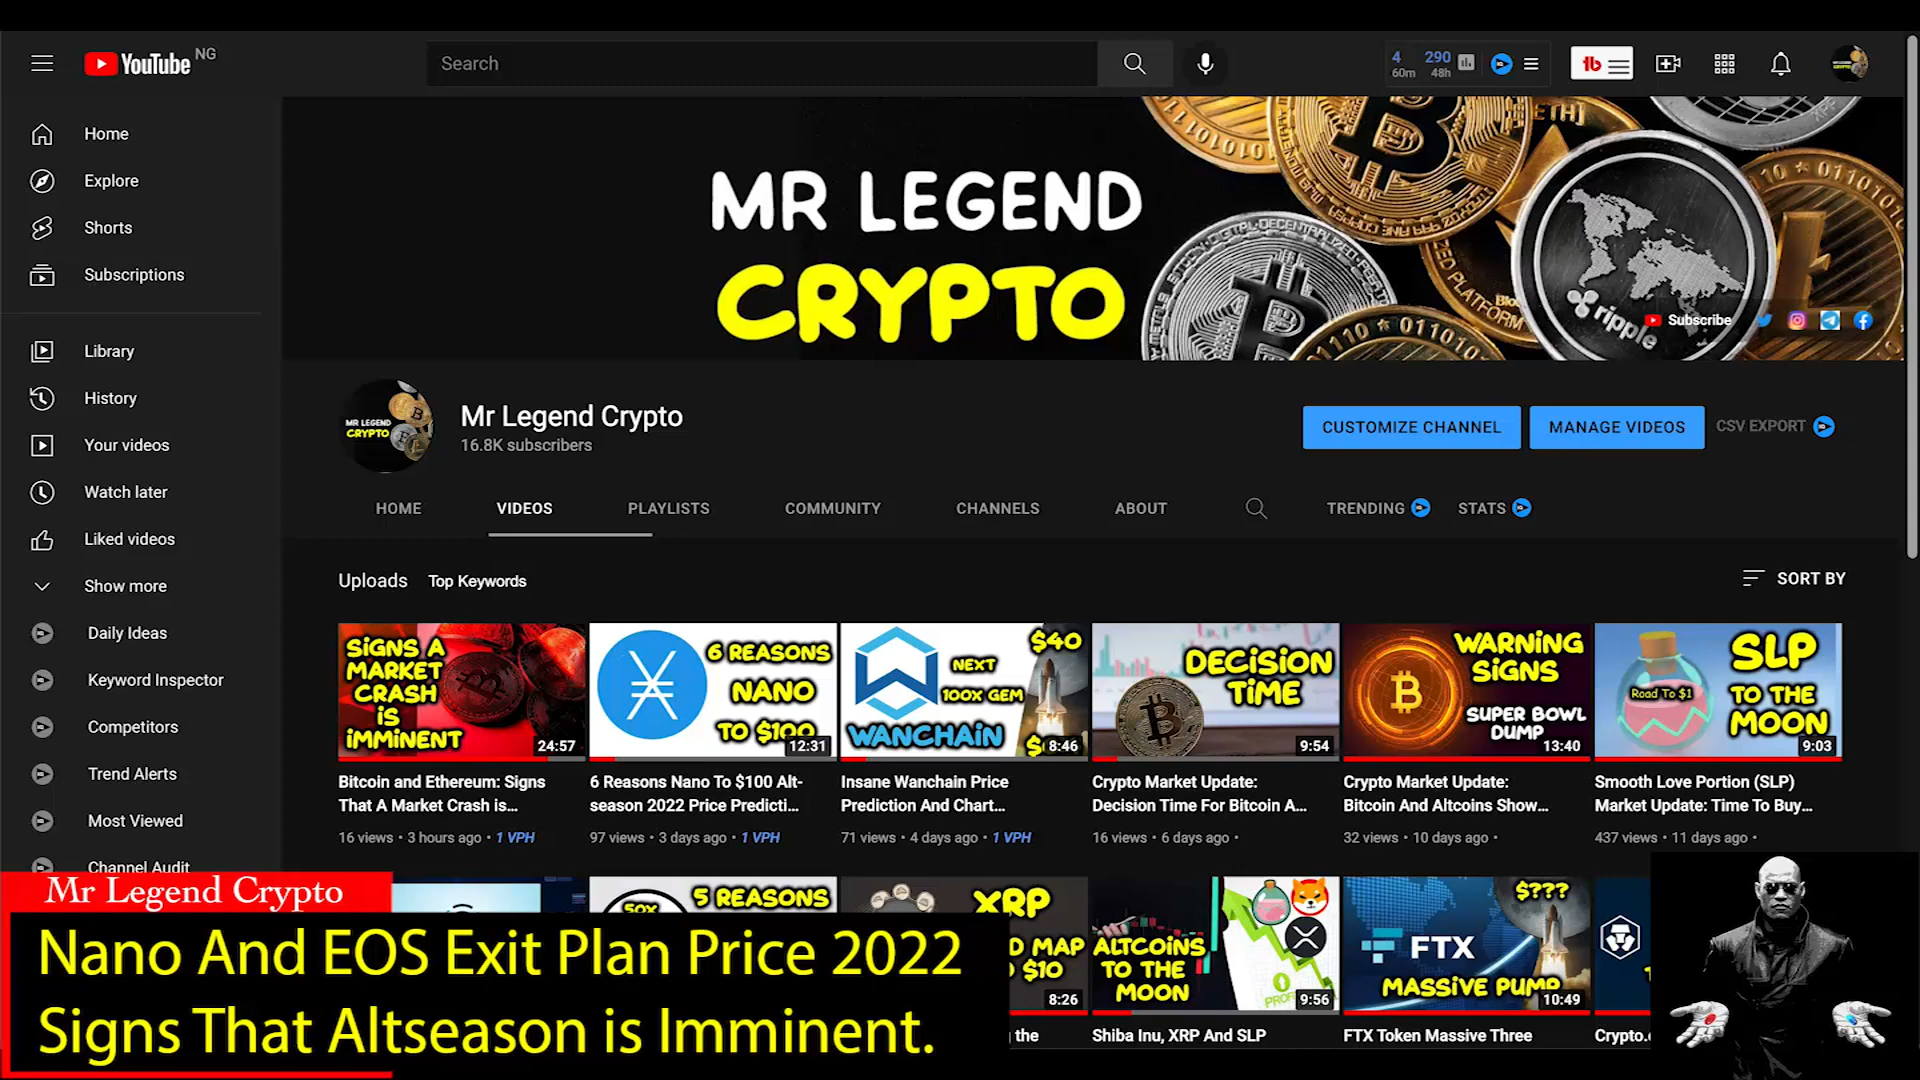 YouTube NG
Search
4 60m
290 48h
Home
Explore
Shorts
Subscriptions
Library
History
Your videos
Watch later
Liked videos
Show more
Daily Ideas
Keyword Inspector
Competitors
Trend Alerts
Most Viewed
Channel Audit
MR LEGEND
CRYPTO
ripple
Subscribe
MR LEGEND
CRYPTO
Mr Legend Crypto
16.8K subscribers
CUSTOMIZE CHANNEL
MANAGE VIDEOS
CSV EXPORT
HOME
VIDEOS
PLAYLISTS
COMMUNITY
CHANNELS
ABOUT
TRENDING
STATS
Uploads
Top Keywords
SORT BY
SIGNS A
MARKET
CRASH
IS
IMMINENT
24:57
Bitcoin and Ethereum: Signs
That A Market Crash is...
16 views • 3 hours ago • 1 VPH
6 REASONS
NANO
TO $100
12:31
6 Reasons Nano To $100 Alt-
season 2022 Price Predicti...
97 views • 3 days ago • 1 VPH
$40
NEXT
100X GEM
WANCHAIN
8:46
Insane Wanchain Price
Prediction And Chart...
71 views • 4 days ago • 1 VPH
DECISION
TIME
9:54
Crypto Market Update:
Decision Time For Bitcoin A...
16 views • 6 days ago •
WARNING
SIGNS
SUPER BOWL
DUMP
13:40
Crypto Market Update:
Bitcoin And Altcoins Show...
32 views • 10 days ago •
SLP
Road To $1
TO THE
MOON
9:03
Smooth Love Portion (SLP)
Market Update: Time To Buy...
437 views • 11 days ago •
50X
5 REASONS
XRP
D MAP
$10
8:26
the
ALTCOINS
TO THE
MOON
9:56
Shiba Inu, XRP And SLP
$???
FTX
MASSIVE PUMP
10:49
FTX Token Massive Three
Mr Legend Crypto
Nano And EOS Exit Plan Price 2022
Signs That Altseason is Imminent.